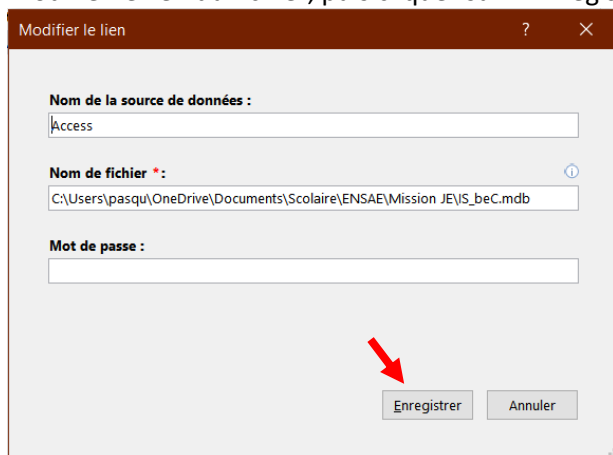 Modifier le lien ? ×
Nom de la source de données :
Access
Nom de fichier * :
C:\Users\pasqu\OneDrive\Documents\Scolaire\ENSAE\Mission JE\IS_beC.mdb
Mot de passe :
Enregistrer Annuler